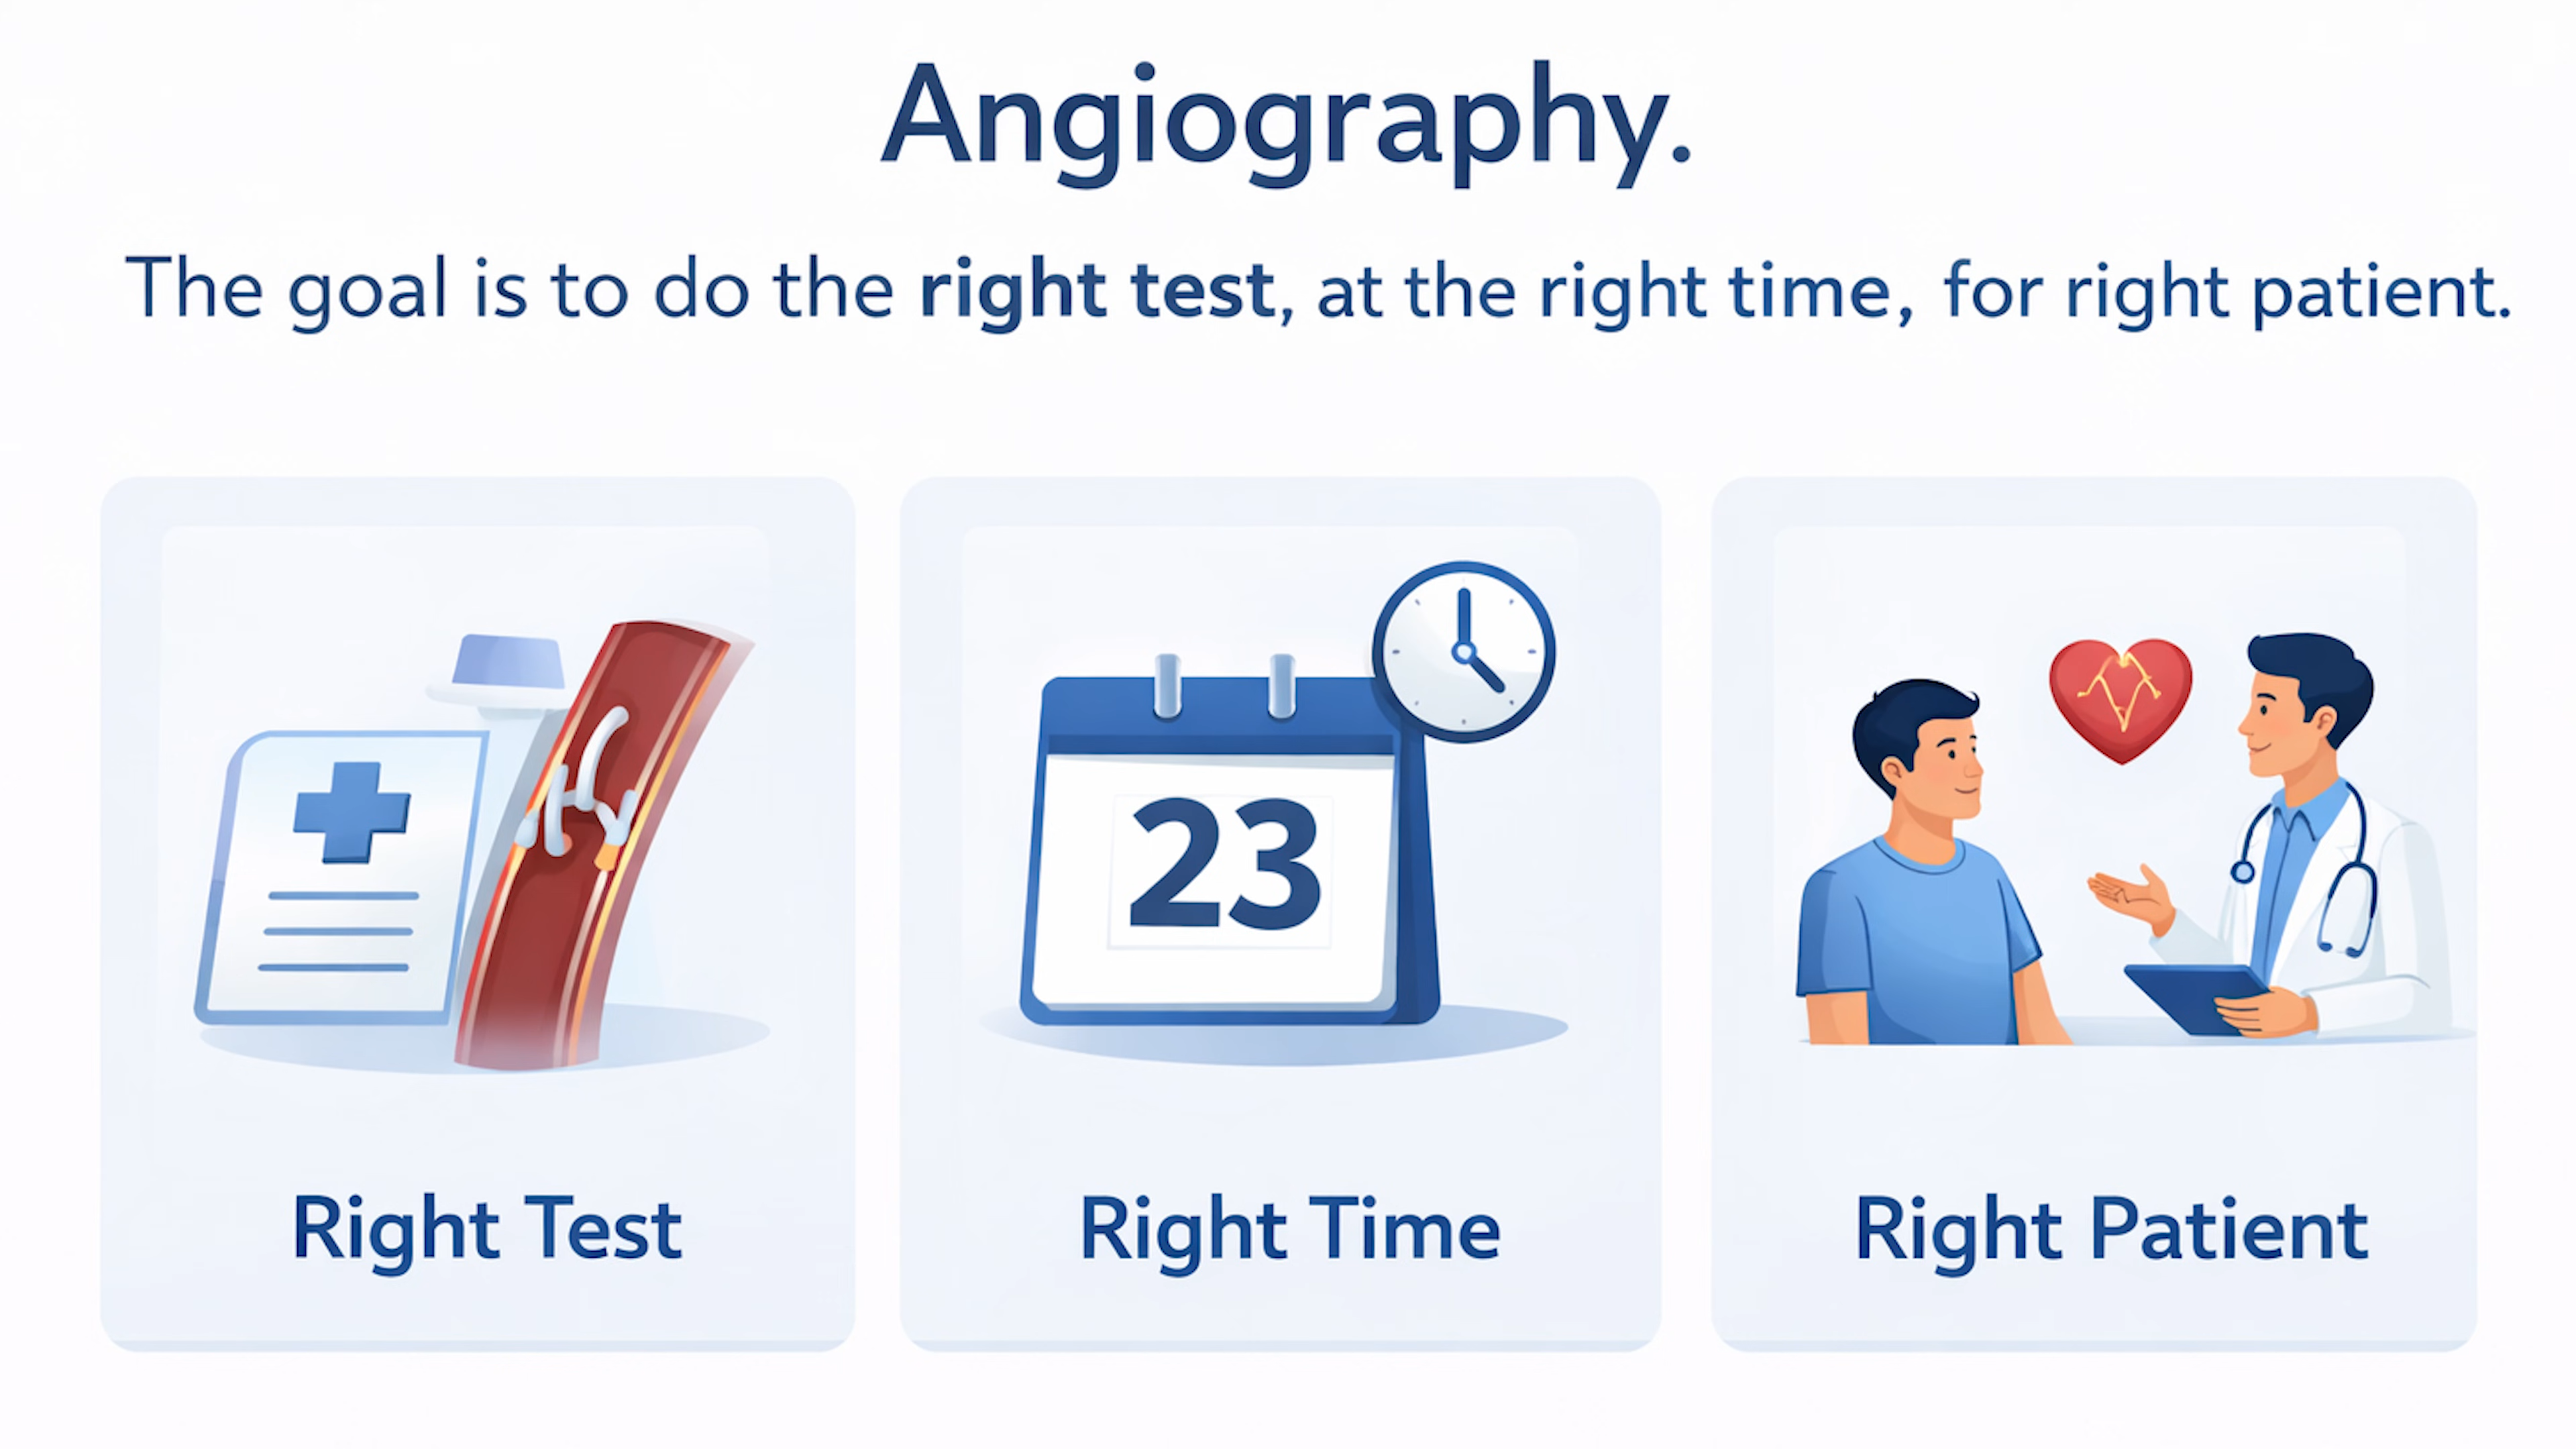 Angiography.
The goal is to do the right test, at the right time, for right patient.
23
Right Test
Right Time
Right Patient